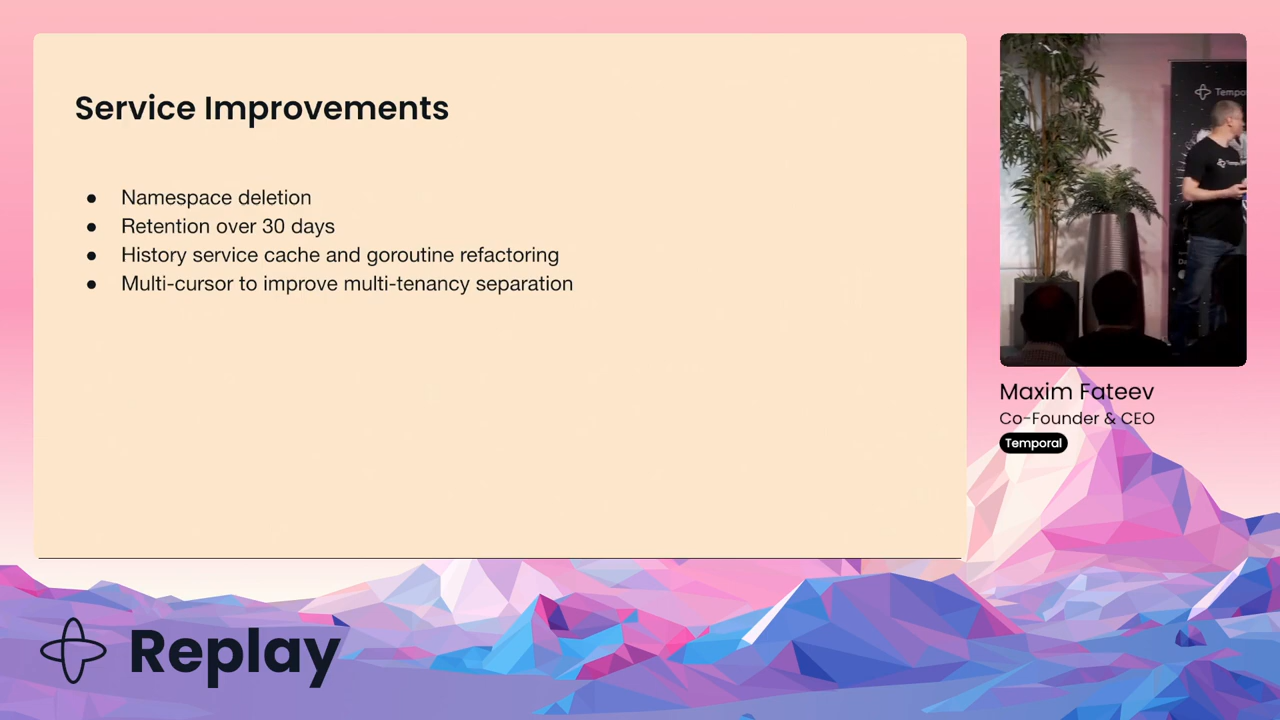 Service Improvements
● Namespace deletion
● Retention over 30 days
● History service cache and goroutine refactoring
● Multi-cursor to improve multi-tenancy separation
Tempo
Maxim Fateev
Co-Founder & CEO
Temporal
Replay